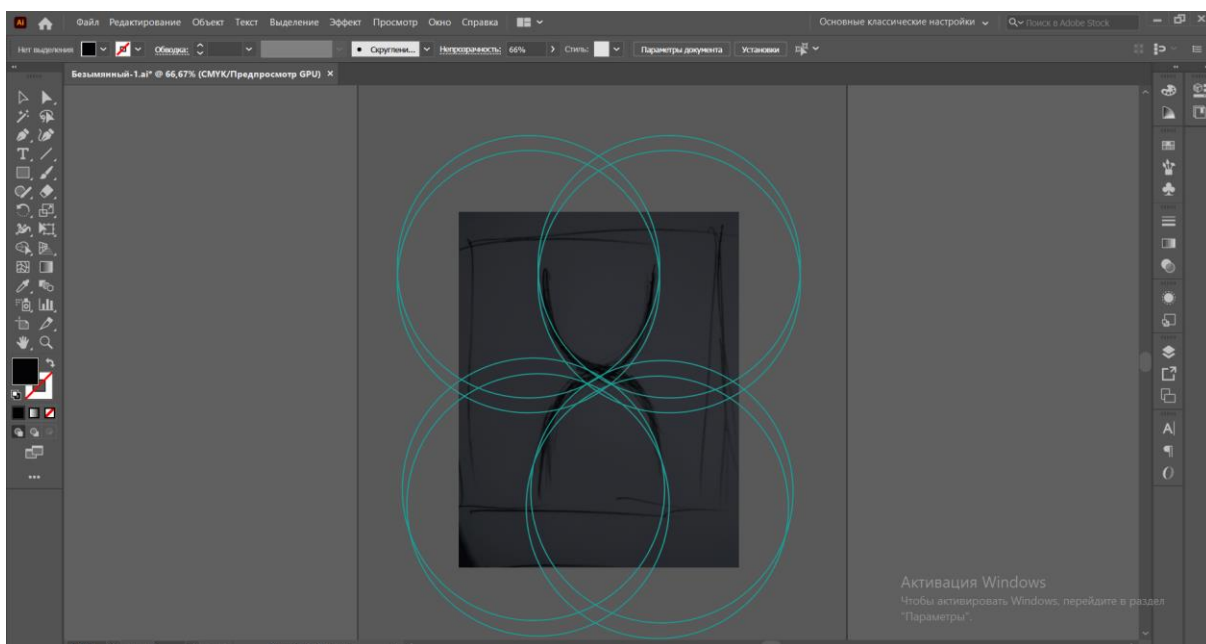 Ai Файл Редактирование Объект Текст Выделение Эффект Просмотр Окно Справка Основные классические настройки Поиск в Adobe Stock
Нет выделения Обводка: Скруглени... Непрозрачность: 66% Стиль: Параметры документа Установки
Безымянный-1.ai* @ 66,67% (CMYK/Предпросмотр GPU) ×
Активация Windows
Чтобы активировать Windows, перейдите в раздел
"Параметры".